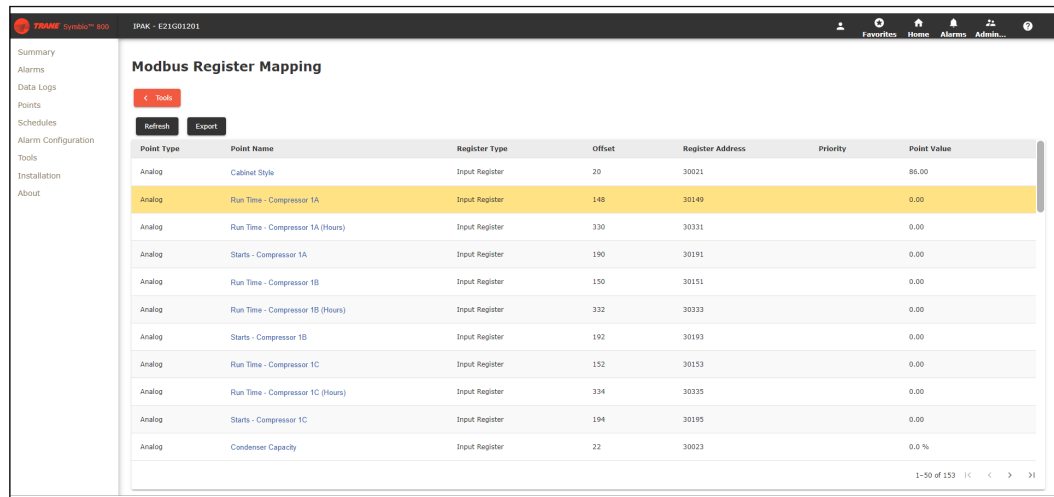 TRANE Symbio™ 800 IPAK - E21G01201 Favorites Home Alarms Admin...
Summary
Alarms
Data Logs
Points
Schedules
Alarm Configuration
Tools
Installation
About
Modbus Register Mapping
Tools
Refresh Export
Point Type Point Name Register Type Offset Register Address Priority Point Value
Analog Cabinet Style Input Register 20 30021 86.00
Analog Run Time - Compressor 1A Input Register 148 30149 0.00
Analog Run Time - Compressor 1A (Hours) Input Register 330 30331 0.00
Analog Starts - Compressor 1A Input Register 190 30191 0.00
Analog Run Time - Compressor 1B Input Register 150 30151 0.00
Analog Run Time - Compressor 1B (Hours) Input Register 332 30333 0.00
Analog Starts - Compressor 1B Input Register 192 30193 0.00
Analog Run Time - Compressor 1C Input Register 152 30153 0.00
Analog Run Time - Compressor 1C (Hours) Input Register 334 30335 0.00
Analog Starts - Compressor 1C Input Register 194 30195 0.00
Analog Condenser Capacity Input Register 22 30023 0.0 %
1–50 of 153